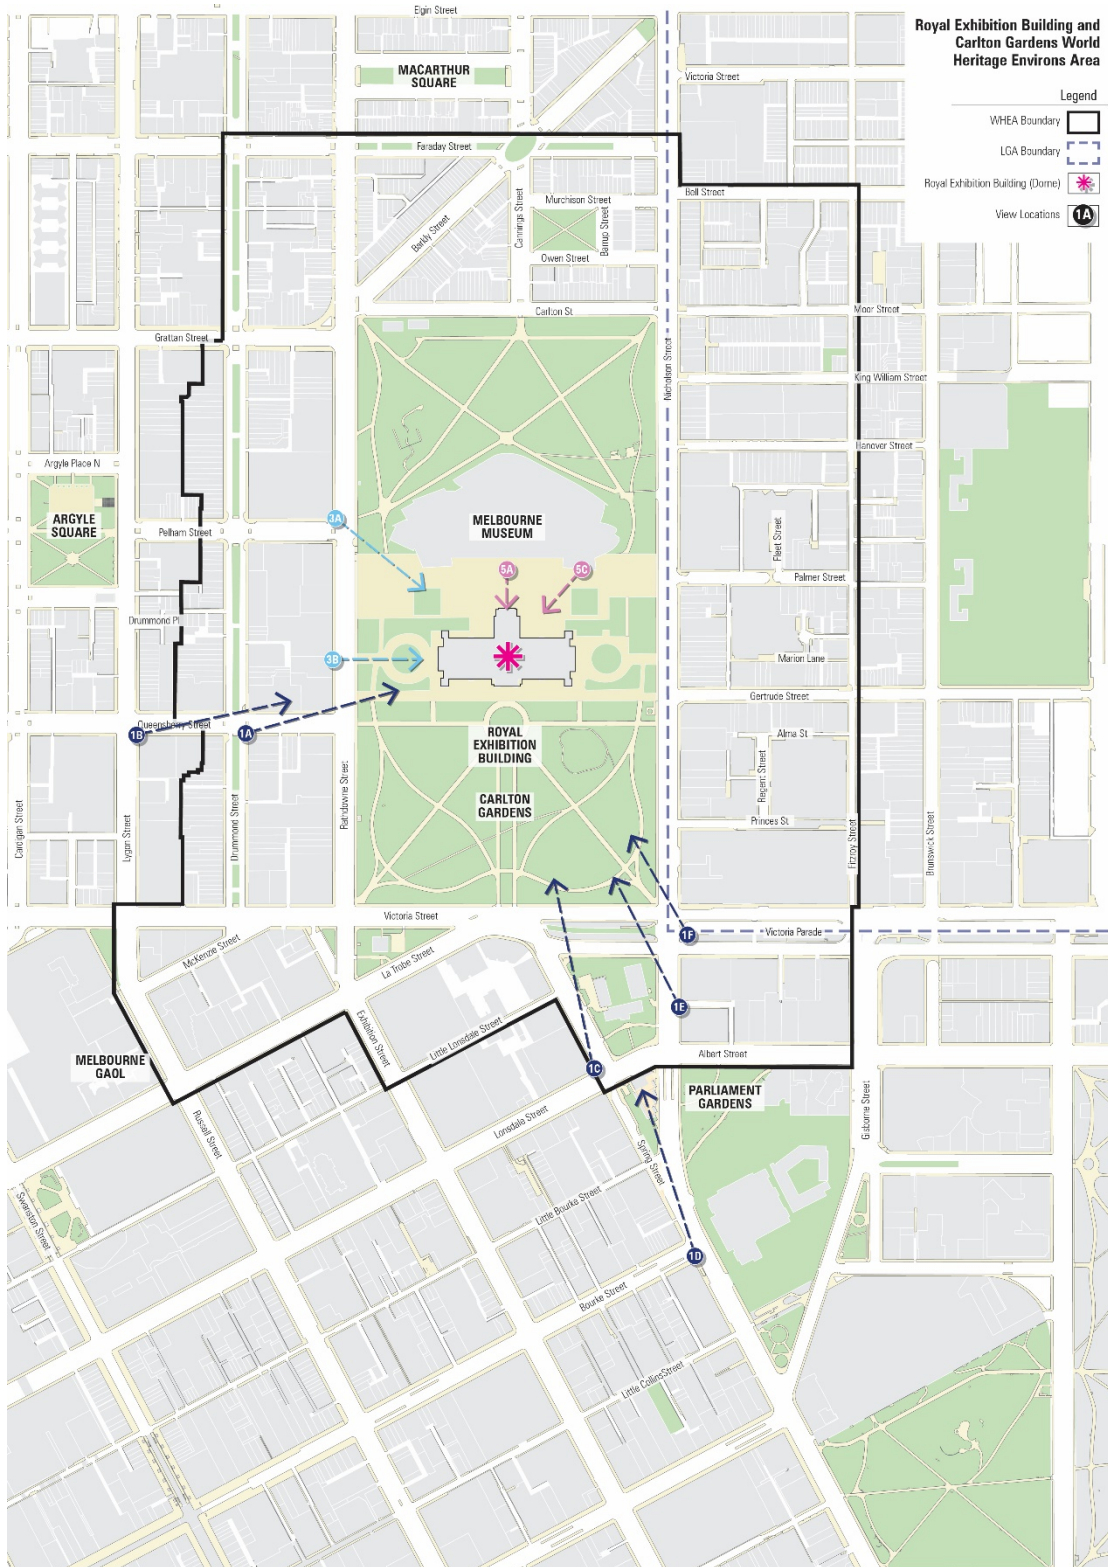 Elgin Street
Royal Exhibition Building and
Carlton Gardens World
Heritage Environs Area
MACARTHUR
SQUARE
Victoria Street
Legend
WHEA Boundary
LGA Boundary
Royal Exhibition Building (Dome)
View Locations
1A
Faraday Street
Bell Street
Murchison Street
Cannings Street
Barkly Street
Barrup Street
Owen Street
Carlton St
Moor Street
Grattan Street
Nicholson Street
King William Street
Hanover Street
Argyle Place N
ARGYLE
SQUARE
Pelham Street
3A
MELBOURNE
MUSEUM
Fleet Street
5A
5C
Palmer Street
Drummond Pl
3B
Marion Lane
Gertrude Street
Queensberry Street
1B
1A
ROYAL
EXHIBITION
BUILDING
Alma St
Regent Street
CARLTON
GARDENS
Rathdowne Street
Drummond Street
Lygon Street
Cardigan Street
Princes St
Fitzroy Street
Brunswick Street
Victoria Street
Victoria Parade
1F
McKenzie Street
La Trobe Street
1E
Exhibition Street
Little Lonsdale Street
MELBOURNE
GAOL
1C
Albert Street
PARLIAMENT
GARDENS
Gisborne Street
Russell Street
Lonsdale Street
Spring Street
Swanston Street
Little Bourke Street
1D
Bourke Street
Little CollinsStreet